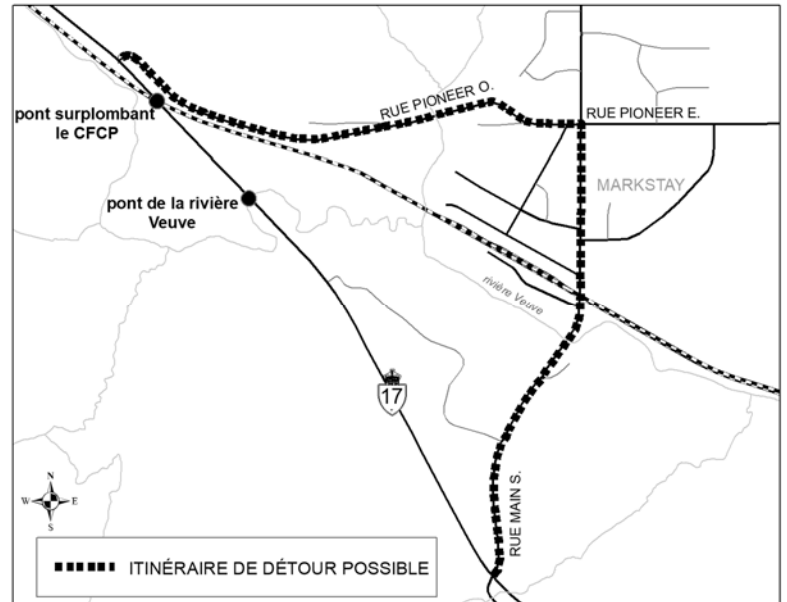 RUE PIONEER O.
RUE PIONEER E.
pont surplombant
le CFCP
MARKSTAY
pont de la rivière
Veuve
rivière Veuve
17
RUE MAIN S.
N
W
E
S
ITINÉRAIRE DE DÉTOUR POSSIBLE